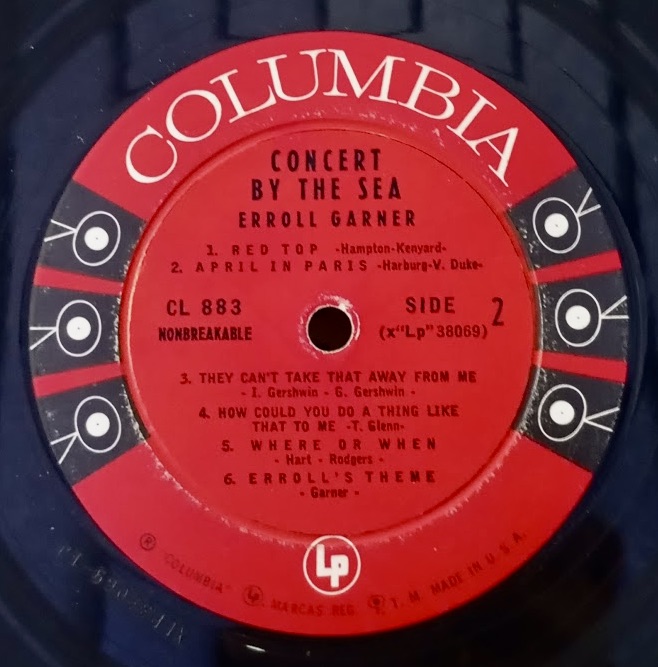 COLUMBIA
CONCERT
BY THE SEA
ERROLL GARNER
1. RED TOP -Hampton-Kenyard-
2. APRIL IN PARIS -Harburg-V. Duke-
CL 883
NONBREAKABLE
SIDE 2
(x"Lp"38069)
3. THEY CAN'T TAKE THAT AWAY FROM ME
- I. Gershwin - G. Gershwin -
4. HOW COULD YOU DO A THING LIKE
THAT TO ME -T. Glenn-
5. WHERE OR WHEN
- Hart - Rodgers -
6. ERROLL'S THEME
- Garner -
Lp
® "COLUMBIA" MARCAS REG. T. M. MADE IN U.S.A.